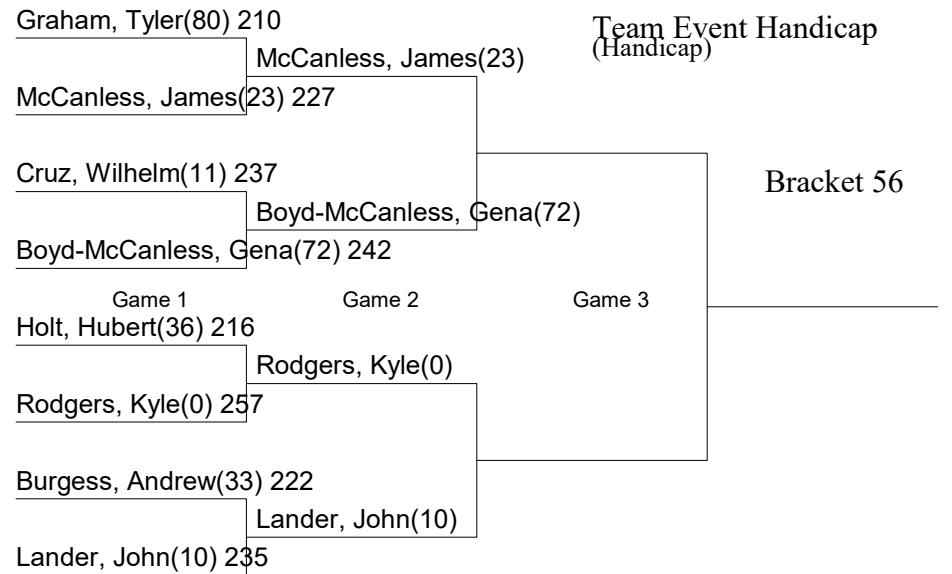 Graham, Tyler(80) 210
Team Event Handicap
(Handicap)
McCanless, James(23)
McCanless, James(23) 227
Cruz, Wilhelm(11) 237
Bracket 56
Boyd-McCanless, Gena(72)
Boyd-McCanless, Gena(72) 242
Game 1 Game 2 Game 3
Holt, Hubert(36) 216
Rodgers, Kyle(0)
Rodgers, Kyle(0) 257
Burgess, Andrew(33) 222
Lander, John(10)
Lander, John(10) 235